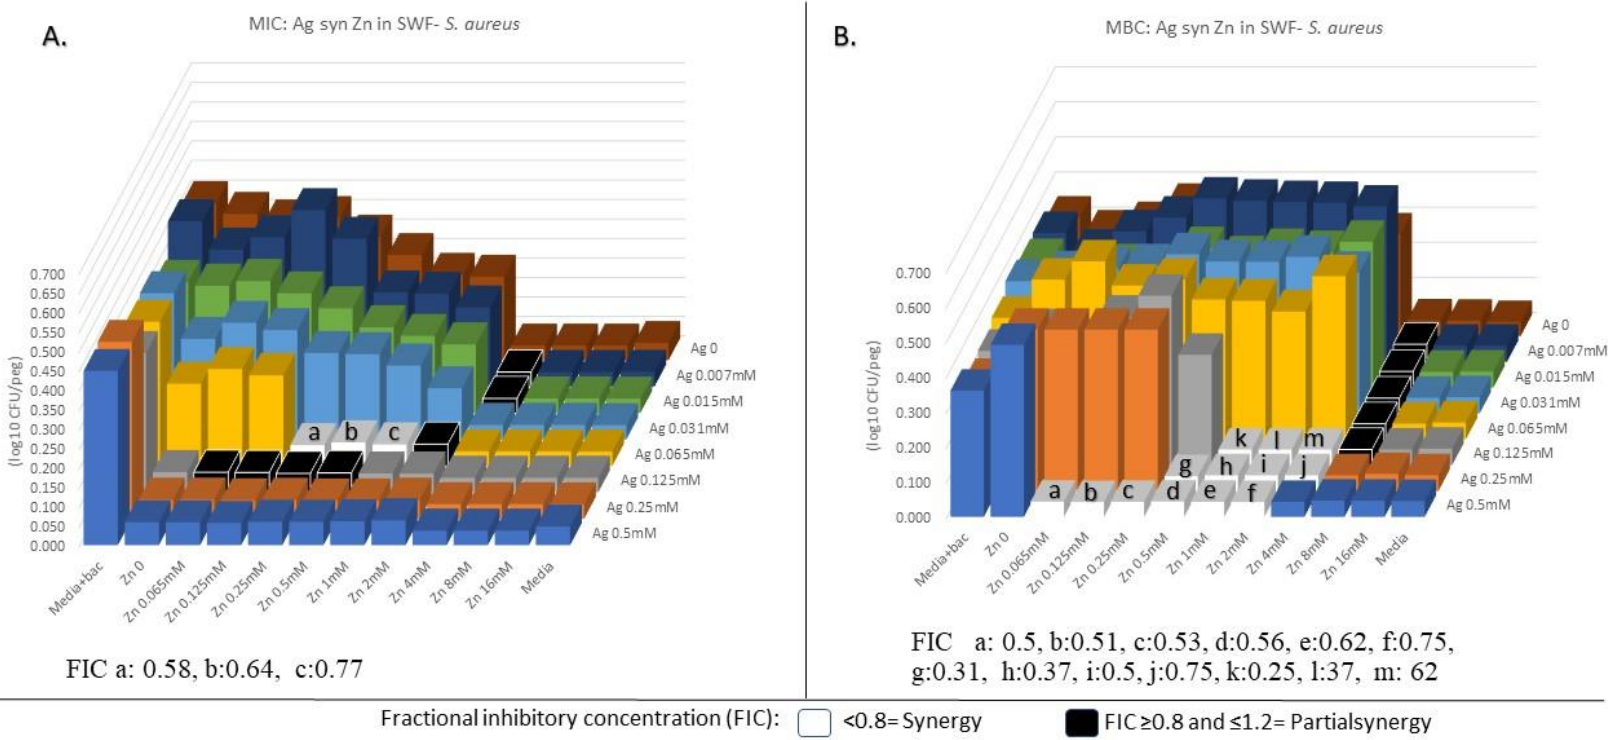 A.
MIC: Ag syn Zn in SWF- S. aureus
(log10 CFU/peg)
0.700
0.650
0.600
0.550
0.500
0.450
0.400
0.350
0.300
0.250
0.200
0.150
0.100
0.050
0.000
a b c
Ag 0
Ag 0.007mM
Ag 0.015mM
Ag 0.031mM
Ag 0.065mM
Ag 0.125mM
Ag 0.25mM
Ag 0.5mM
Media+bac
Zn 0
Zn 0.065mM
Zn 0.125mM
Zn 0.25mM
Zn 0.5mM
Zn 1mM
Zn 2mM
Zn 4mM
Zn 8mM
Zn 16mM
Media
FIC a: 0.58, b:0.64, c:0.77
B.
MBC: Ag syn Zn in SWF- S. aureus
(log10 CFU/peg)
0.700
0.600
0.500
0.400
0.300
0.200
0.100
0.000
k l m
g h i j
a b c d e f
Ag 0
Ag 0.007mM
Ag 0.015mM
Ag 0.031mM
Ag 0.065mM
Ag 0.125mM
Ag 0.25mM
Ag 0.5mM
Media+bac
Zn 0
Zn 0.065mM
Zn 0.125mM
Zn 0.25mM
Zn 0.5mM
Zn 1mM
Zn 2mM
Zn 4mM
Zn 8mM
Zn 16mM
Media
FIC a: 0.5, b:0.51, c:0.53, d:0.56, e:0.62, f:0.75,
g:0.31, h:0.37, i:0.5, j:0.75, k:0.25, l:37, m: 62
Fractional inhibitory concentration (FIC): <0.8= Synergy FIC ≥0.8 and ≤1.2= Partialsynergy